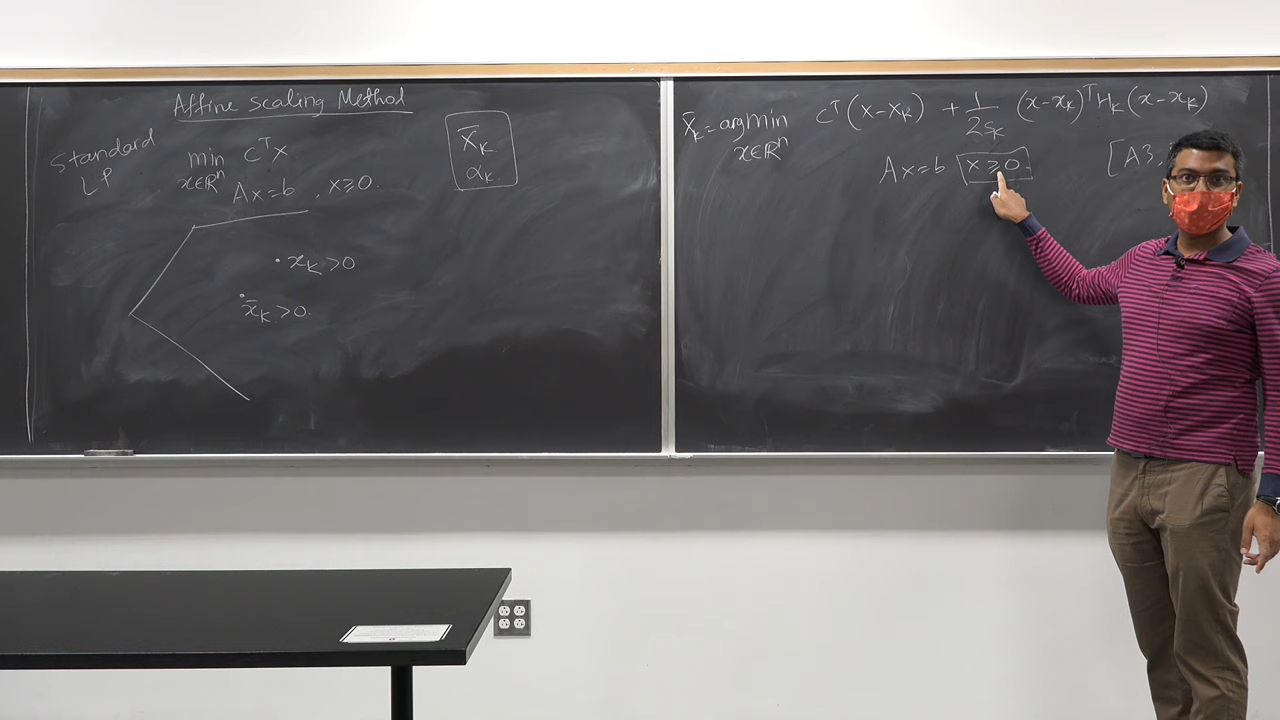 Affine scaling Method
Standard LP
min cᵀx
x∈ℝⁿ
Ax=b , x≥0.
x̄ₖ
αₖ
· xₖ>0
x̄ₖ>0.
x̄ₖ = argmin cᵀ(x-xₖ) + 1/2sₖ (x-xₖ)ᵀHₖ(x-xₖ)
x∈ℝⁿ
Ax=b x≥0.
[A3,